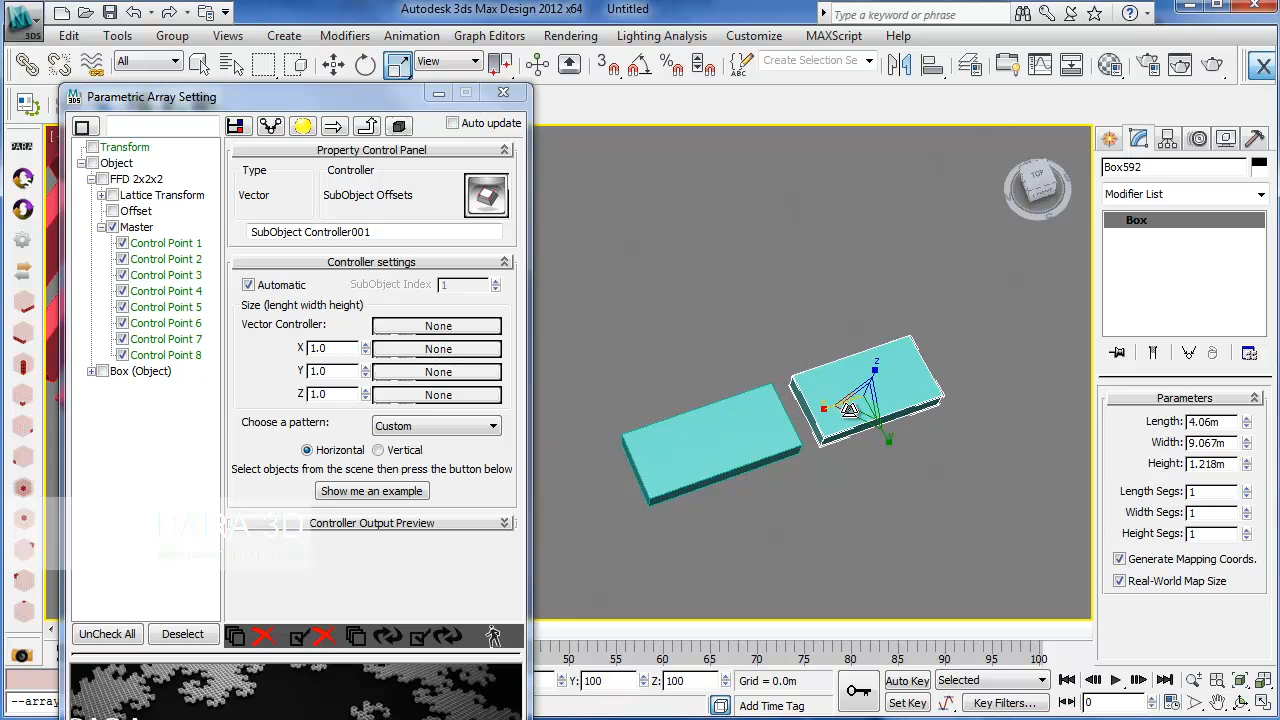 Autodesk 3ds Max Design 2012 x64 Untitled
Type a keyword or phrase
3DS
Edit Tools Group Views Create Modifiers Animation Graph Editors Rendering Lighting Analysis Customize MAXScript Help
All View 3 Create Selection Se
Parametric Array Setting
Auto update
PARA
Transform
Object
FFD 2x2x2
Lattice Transform
Offset
Master
Control Point 1
Control Point 2
Control Point 3
Control Point 4
Control Point 5
Control Point 6
Control Point 7
Control Point 8
Box (Object)
UnCheck All Deselect
Property Control Panel
Type Controller
Vector SubObject Offsets
SubObject Controller001
Controller settings
Automatic SubObject Index 1
Size (lenght width height)
Vector Controller: None
X 1.0 None
Y 1.0 None
Z 1.0 None
Choose a pattern: Custom
Horizontal Vertical
Select objects from the scene then press the button below
Show me an example
Controller Output Preview
TOP
z
Box592
Modifier List
Box
Parameters
Length: 4.06m
Width: 9.067m
Height: 1.218m
Length Segs: 1
Width Segs: 1
Height Segs: 1
Generate Mapping Coords.
Real-World Map Size
50 55 60 65 70 75 80 85 90 95 100
Y: 100 Z: 100 Grid = 0.0m
Add Time Tag
Auto Key Selected
Set Key Key Filters...
0
--array